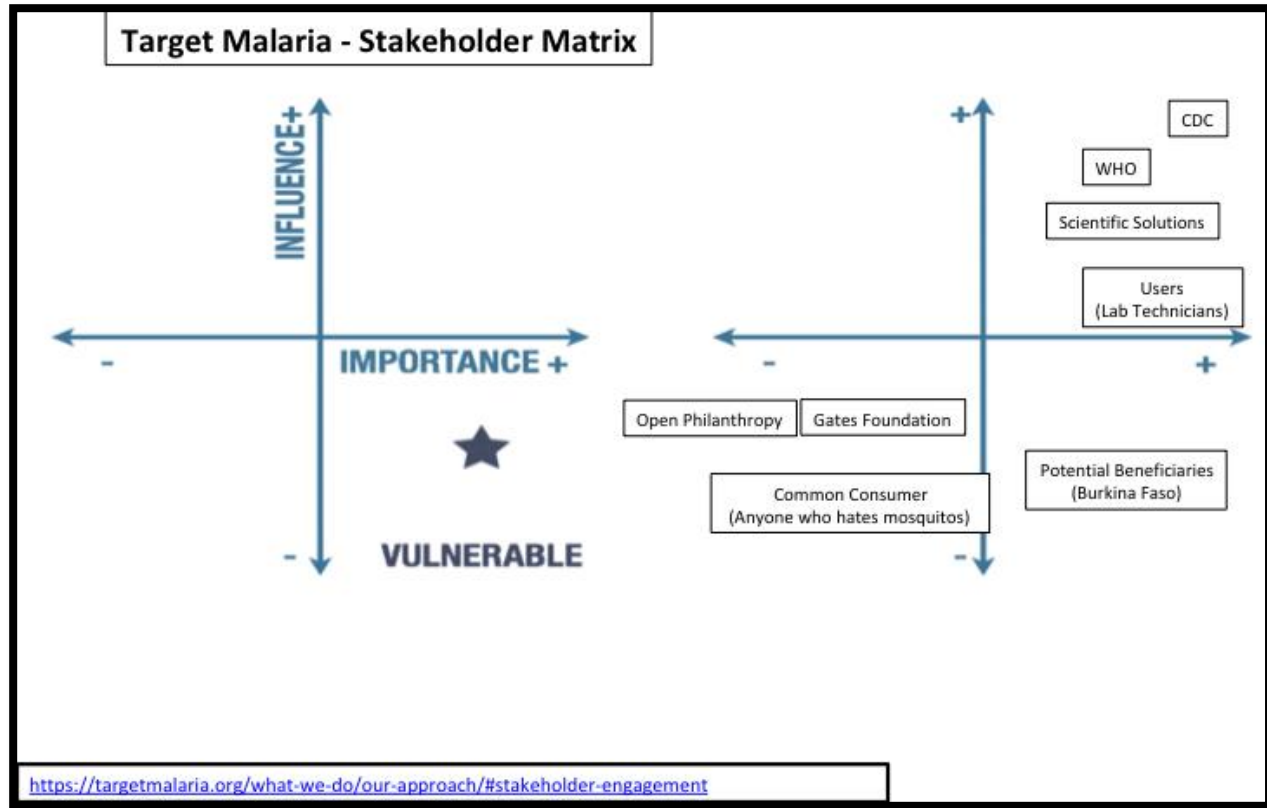 Target Malaria - Stakeholder Matrix
INFLUENCE+
-
IMPORTANCE +
-
VULNERABLE
+
CDC
WHO
Scientific Solutions
Users
(Lab Technicians)
-
+
Open Philanthropy
Gates Foundation
Potential Beneficiaries
(Burkina Faso)
Common Consumer
(Anyone who hates mosquitos)
-
https://targetmalaria.org/what-we-do/our-approach/#stakeholder-engagement